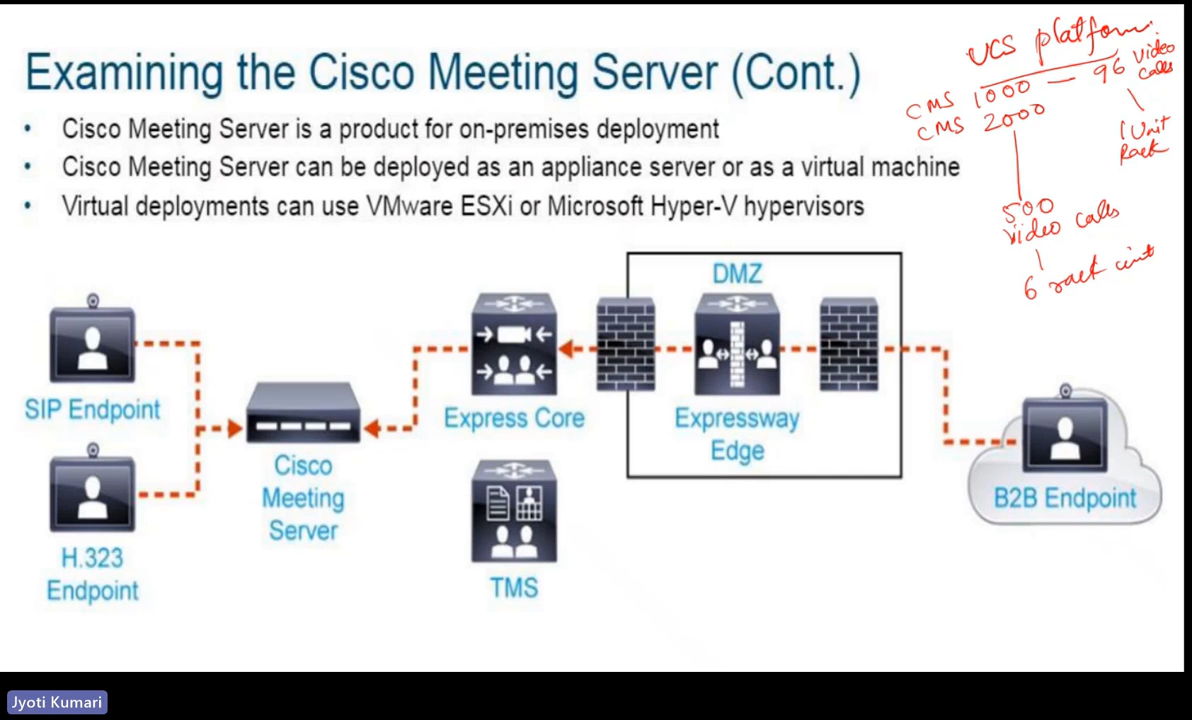 Examining the Cisco Meeting Server (Cont.)
UCS platform
CMS 1000 — 96 video calls
CMS 2000
1 Unit
Rack
500
video calls
6 rack unit
• Cisco Meeting Server is a product for on-premises deployment
• Cisco Meeting Server can be deployed as an appliance server or as a virtual machine
• Virtual deployments can use VMware ESXi or Microsoft Hyper-V hypervisors
DMZ
SIP Endpoint
Express Core
Expressway
Edge
Cisco
Meeting
Server
B2B Endpoint
H.323
Endpoint
TMS
Jyoti Kumari